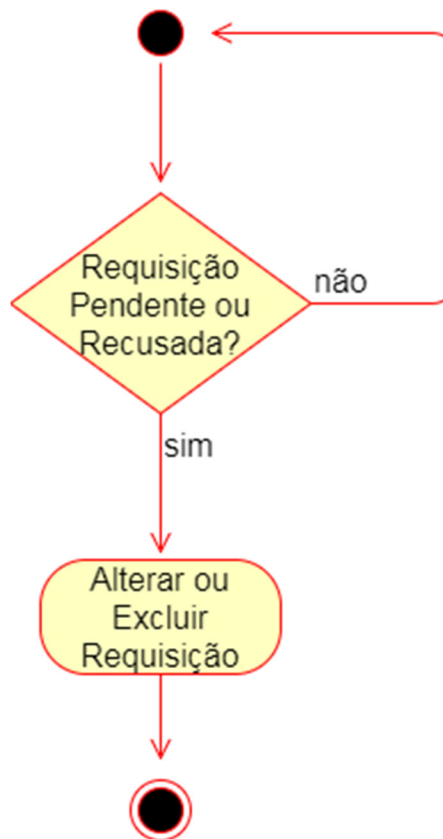 Requisição
Pendente ou
Recusada?
não
sim
Alterar ou
Excluir
Requisição